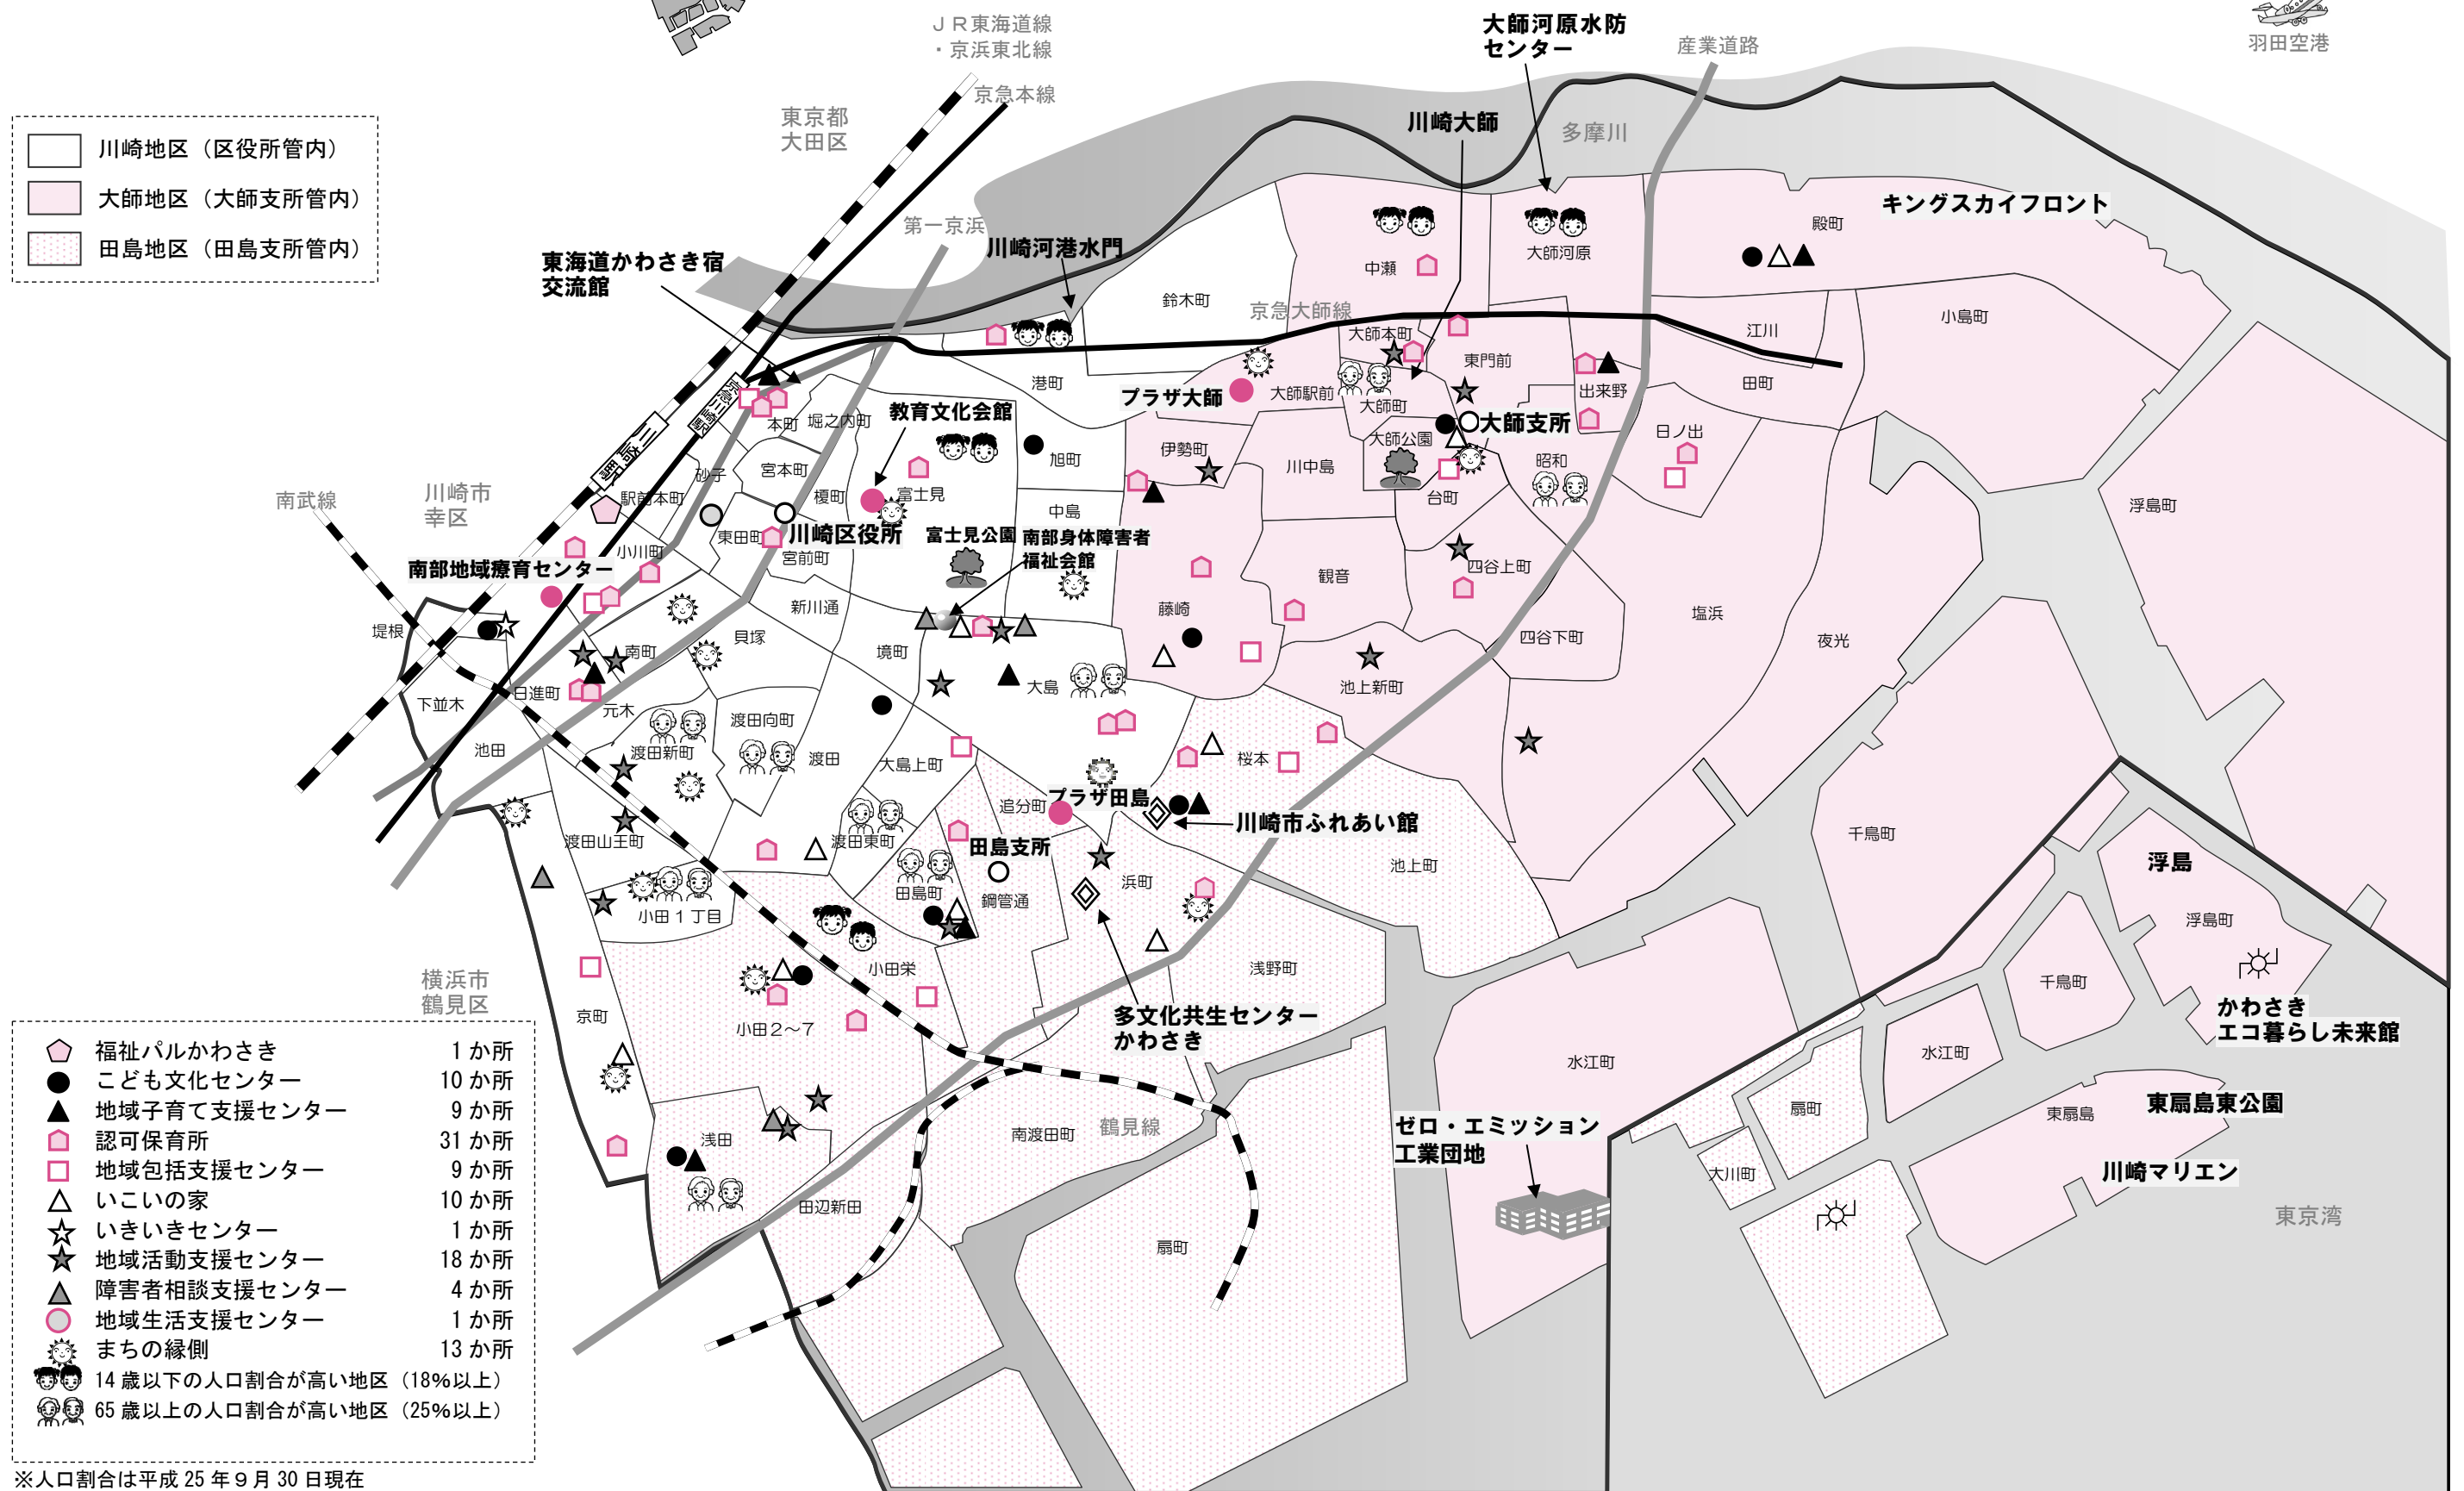 ＪＲ東海道線
・京浜東北線
京急本線
東京都
大田区
大師河原水防
センター
産業道路
羽田空港
川崎大師
多摩川
川崎地区（区役所管内）
大師地区（大師支所管内）
田島地区（田島支所管内）
第一京浜
川崎河港水門
東海道かわさき宿
交流館
キングスカイフロント
殿町
中瀬
大師河原
鈴木町
京急大師線
大師本町
東門前
江川
小島町
港町
プラザ大師
大師駅前
大師町
出来野
田町
京急川崎駅
川崎駅
本町
堀之内町
教育文化会館
旭町
伊勢町
川中島
大師公園
大師支所
昭和
日ノ出
台町
砂子
宮本町
榎町
富士見
中島
浮島町
南武線
川崎市
幸区
駅前本町
東田町
川崎区役所
宮前町
富士見公園
南部身体障害者
福祉会館
小川町
南部地域療育センター
新川通
藤崎
観音
四谷上町
四谷下町
塩浜
夜光
堤根
貝塚
境町
南町
大島
池上新町
下並木
日進町
元木
池田
渡田新町
渡田向町
渡田
大島上町
桜本
追分町
プラザ田島
川崎市ふれあい館
渡田山王町
渡田東町
田島支所
池上町
千鳥町
浮島
浮島町
浜町
田島町
鋼管通
小田１丁目
小田栄
浅野町
千鳥町
横浜市
鶴見区
京町
小田２～７
多文化共生センター
かわさき
かわさき
エコ暮らし未来館
水江町
水江町
東扇島
東扇島東公園
扇町
浅田
南渡田町
鶴見線
ゼロ・エミッション
工業団地
大川町
川崎マリエン
田辺新田
扇町
東京湾
福祉パルかわさき 1 か所
こども文化センター 10 か所
地域子育て支援センター 9 か所
認可保育所 31 か所
地域包括支援センター 9 か所
いこいの家 10 か所
いきいきセンター 1 か所
地域活動支援センター 18 か所
障害者相談支援センター 4 か所
地域生活支援センター 1 か所
まちの縁側 13 か所
14 歳以下の人口割合が高い地区（18%以上）
65 歳以上の人口割合が高い地区（25%以上）
※人口割合は平成 25 年９月 30 日現在